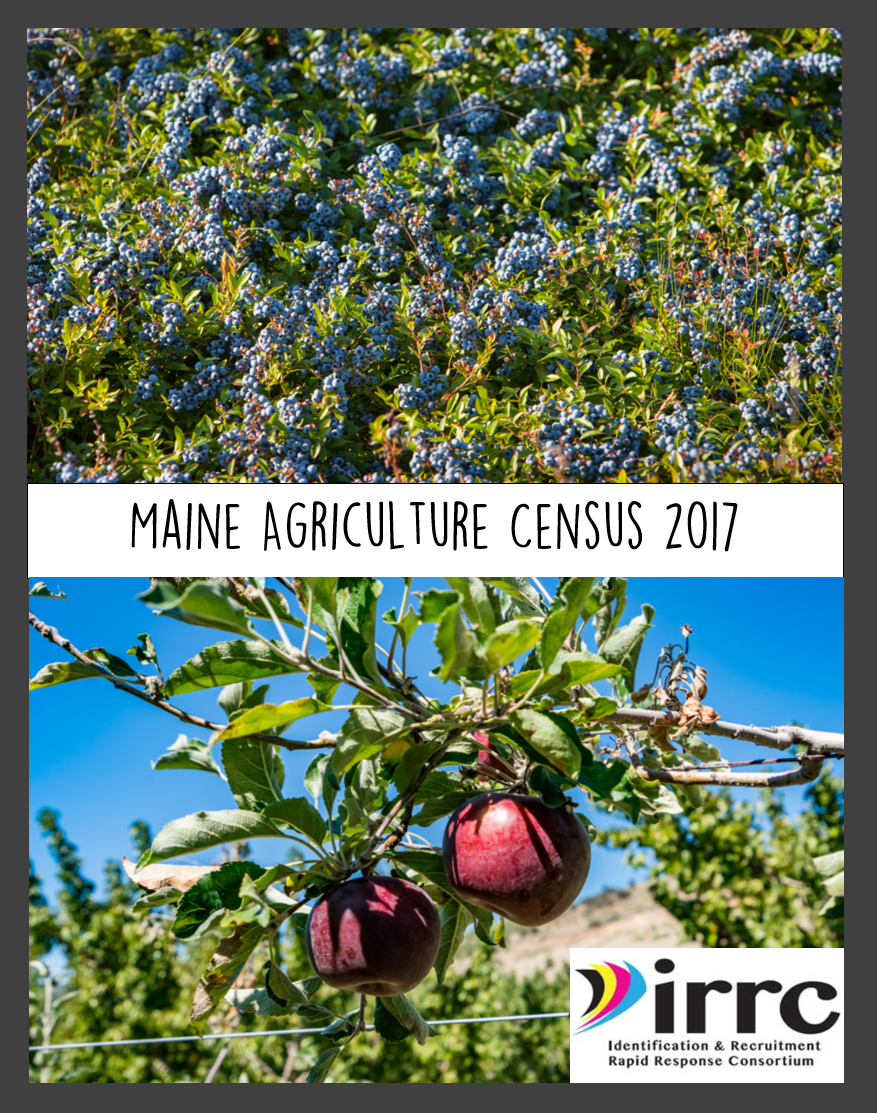 MAINE AGRICULTURE CENSUS 2017
irrc
Identification & Recruitment
Rapid Response Consortium